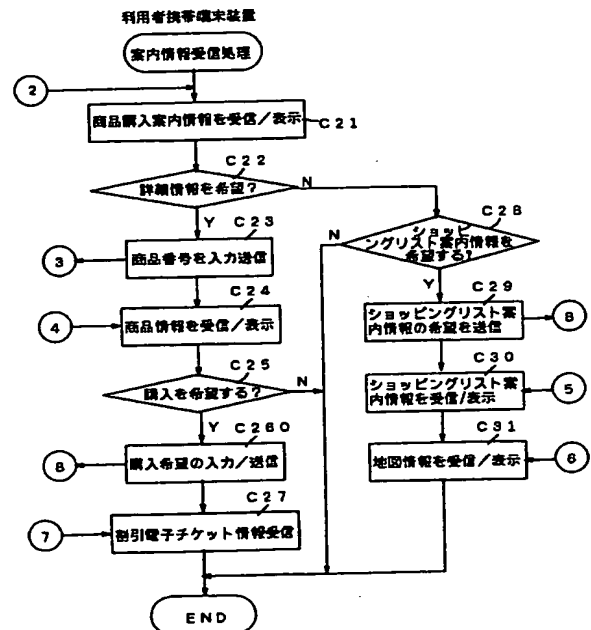 利用者携帯端末装置
案内情報受信処理
2
商品購入案内情報を受信/表示
C21
C22
詳細情報を希望?
N
Y
C23
3
商品番号を入力送信
C24
4
商品情報を受信/表示
C25
購入を希望する?
N
Y
C260
6
購入希望の入力/送信
C27
7
割引電子チケット情報受信
C28
N
ショッピ
ングリスト案内情報を
希望する?
Y
C29
ショッピングリスト案
内情報の希望を送信
8
C30
ショッピングリスト案
内情報を受信/表示
5
C31
地図情報を受信/表示
6
END